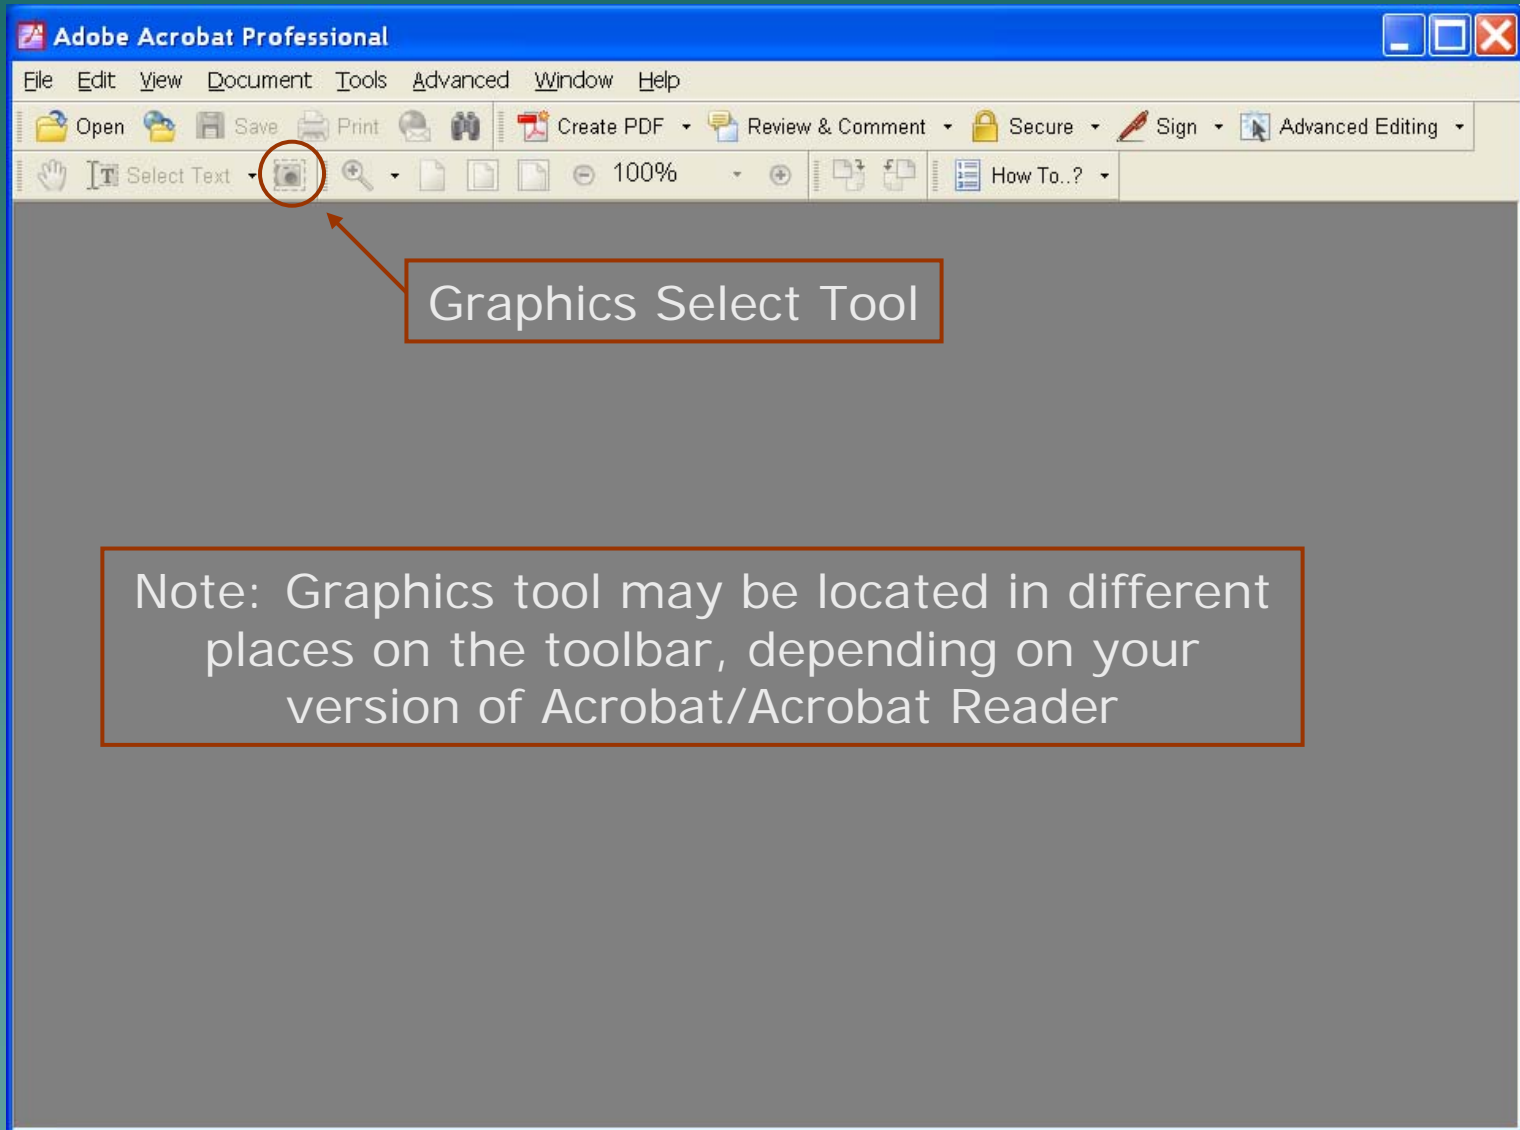 Adobe Acrobat Professional
File Edit View Document Tools Advanced Window Help
Open Save Print Create PDF Review & Comment Secure Sign Advanced Editing
Select Text 100% How To..?
Graphics Select Tool
Note: Graphics tool may be located in different
places on the toolbar, depending on your
version of Acrobat/Acrobat Reader